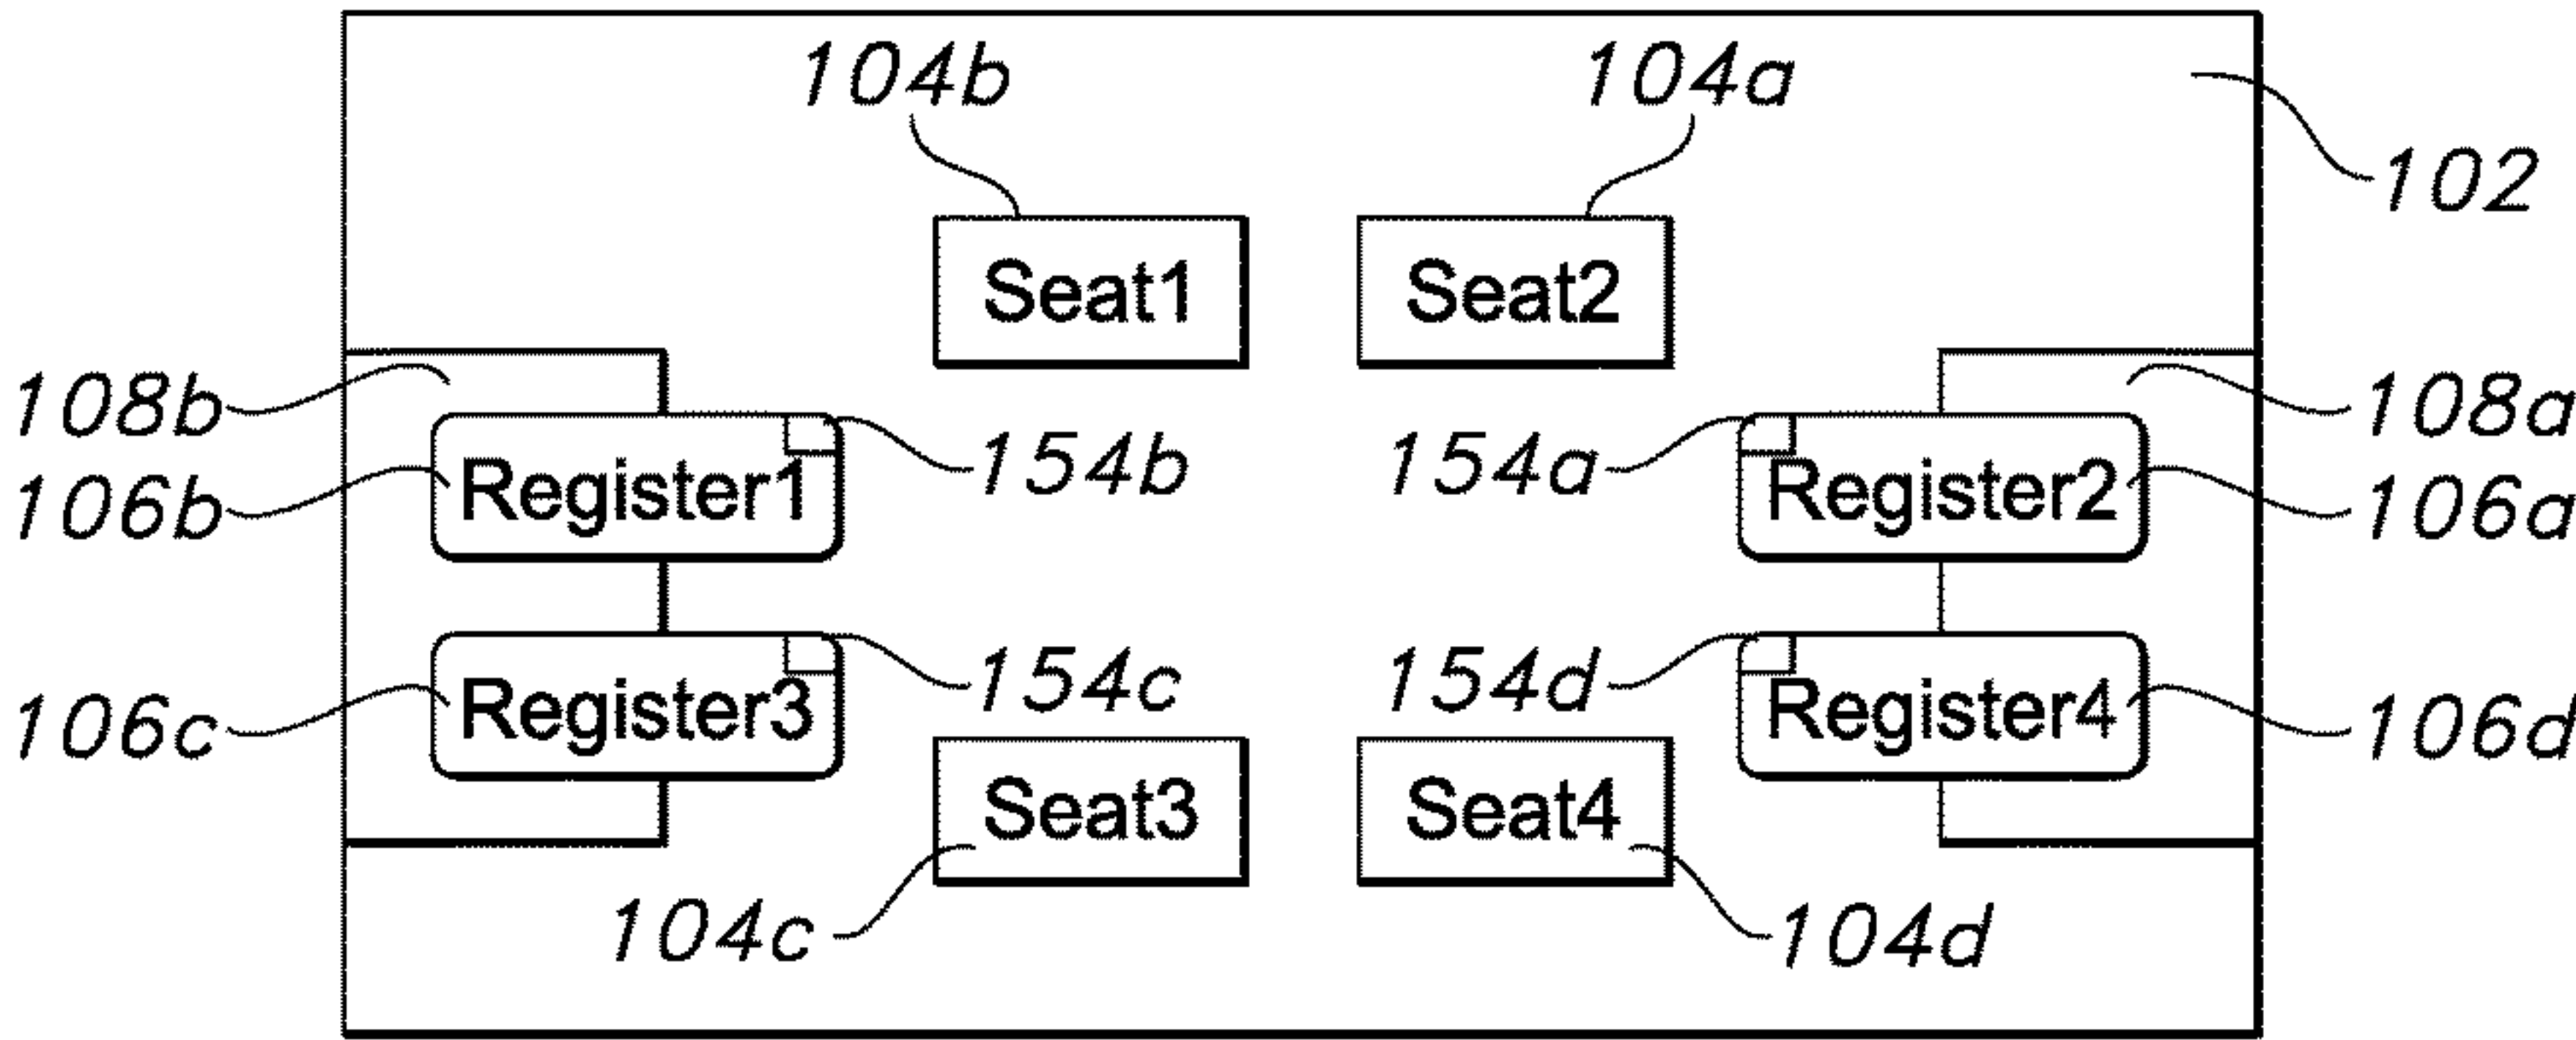 104b 104a
102
Seat1 Seat2
108b 108a
154b 154a
Register1 Register2
106b 106a
154c 154d
Register3 Register4
106c 106d
Seat3 Seat4
104c 104d